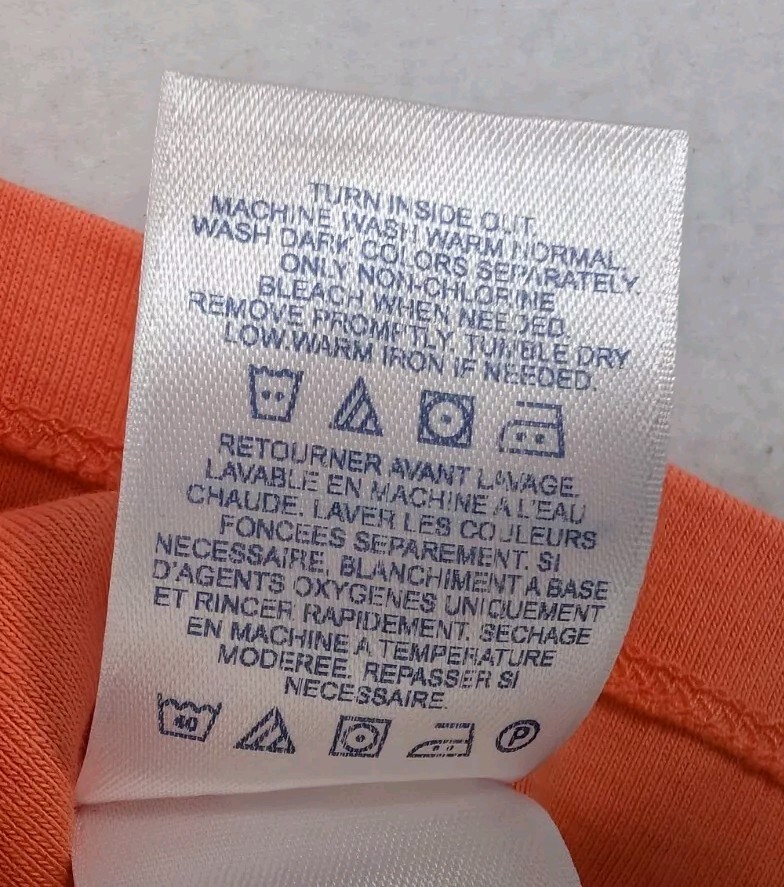 TURN INSIDE OUT.
MACHINE WASH WARM NORMAL.
WASH DARK COLORS SEPARATELY.
ONLY NON-CHLORINE
BLEACH WHEN NEEDED.
REMOVE PROMPTLY. TUMBLE DRY
LOW.WARM IRON IF NEEDED.
RETOURNER AVANT LAVAGE.
LAVABLE EN MACHINE A L'EAU
CHAUDE. LAVER LES COULEURS
FONCEES SEPAREMENT. SI
NECESSAIRE, BLANCHIMENT A BASE
D'AGENTS OXYGENES UNIQUEMENT
ET RINCER RAPIDEMENT. SECHAGE
EN MACHINE A TEMPERATURE
MODEREE. REPASSER SI
NECESSAIRE.
40 P